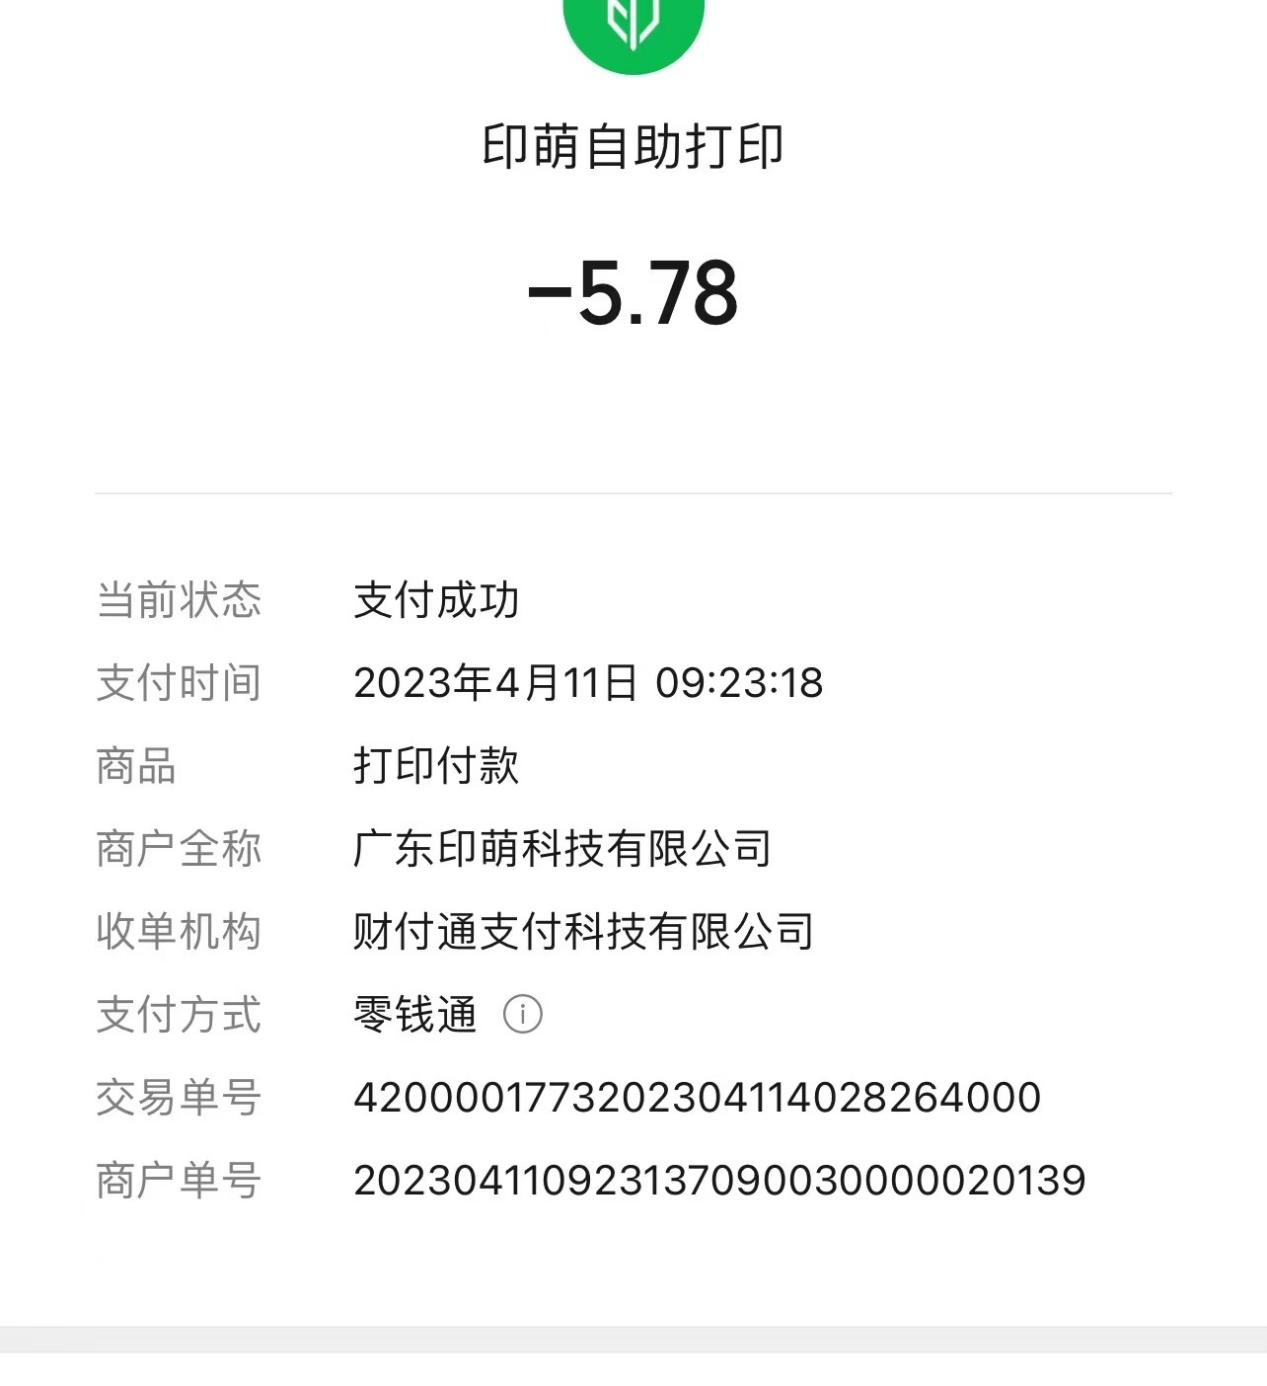 印萌自助打印
-5.78
当前状态 支付成功
支付时间 2023年4月11日 09:23:18
商品 打印付款
商户全称 广东印萌科技有限公司
收单机构 财付通支付科技有限公司
支付方式 零钱通
交易单号 4200001773202304114028264000
商户单号 202304110923137090030000020139